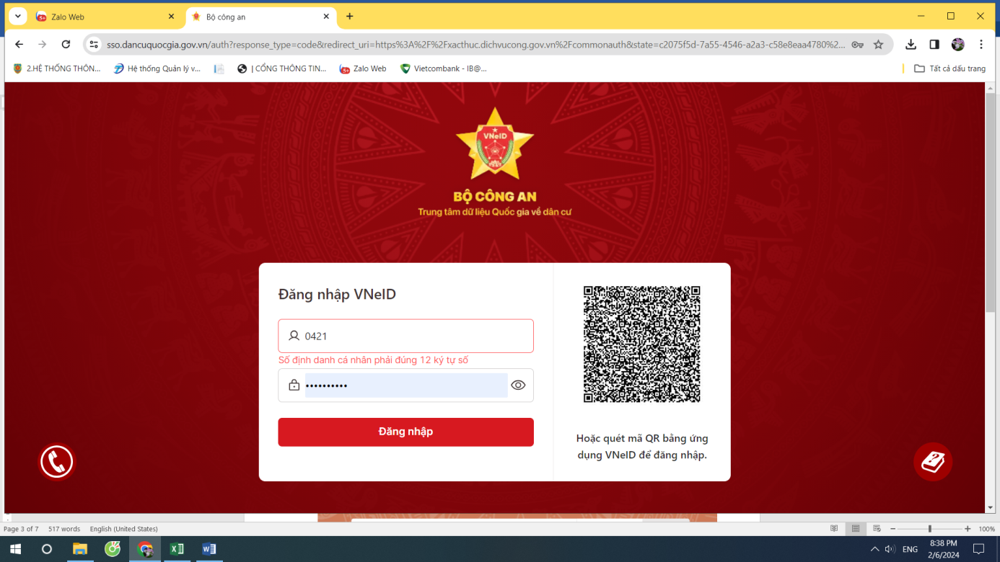 Zalo Web
Bộ công an
sso.dancuquocgia.gov.vn/auth?response_type=code&redirect_uri=https%3A%2F%2Fxacthuc.dichvucong.gov.vn%2Fcommonauth&state=c2075f5d-7a55-4546-a2a3-c58e8eaa4780%2...
2.HỆ THỐNG THÔN...
Hệ thống Quản lý v...
| CỔNG THÔNG TIN...
Zalo Web
Vietcombank - IB@...
Tất cả dấu trang
VNeID
BỘ CÔNG AN
Trung tâm dữ liệu Quốc gia về dân cư
Đăng nhập VNeID
0421
Số định danh cá nhân phải đúng 12 ký tự số
••••••••••
Đăng nhập
Hoặc quét mã QR bằng ứng
dụng VNeID để đăng nhập.
Page 3 of 7 517 words English (United States)
100%
ENG
8:38 PM
2/6/2024